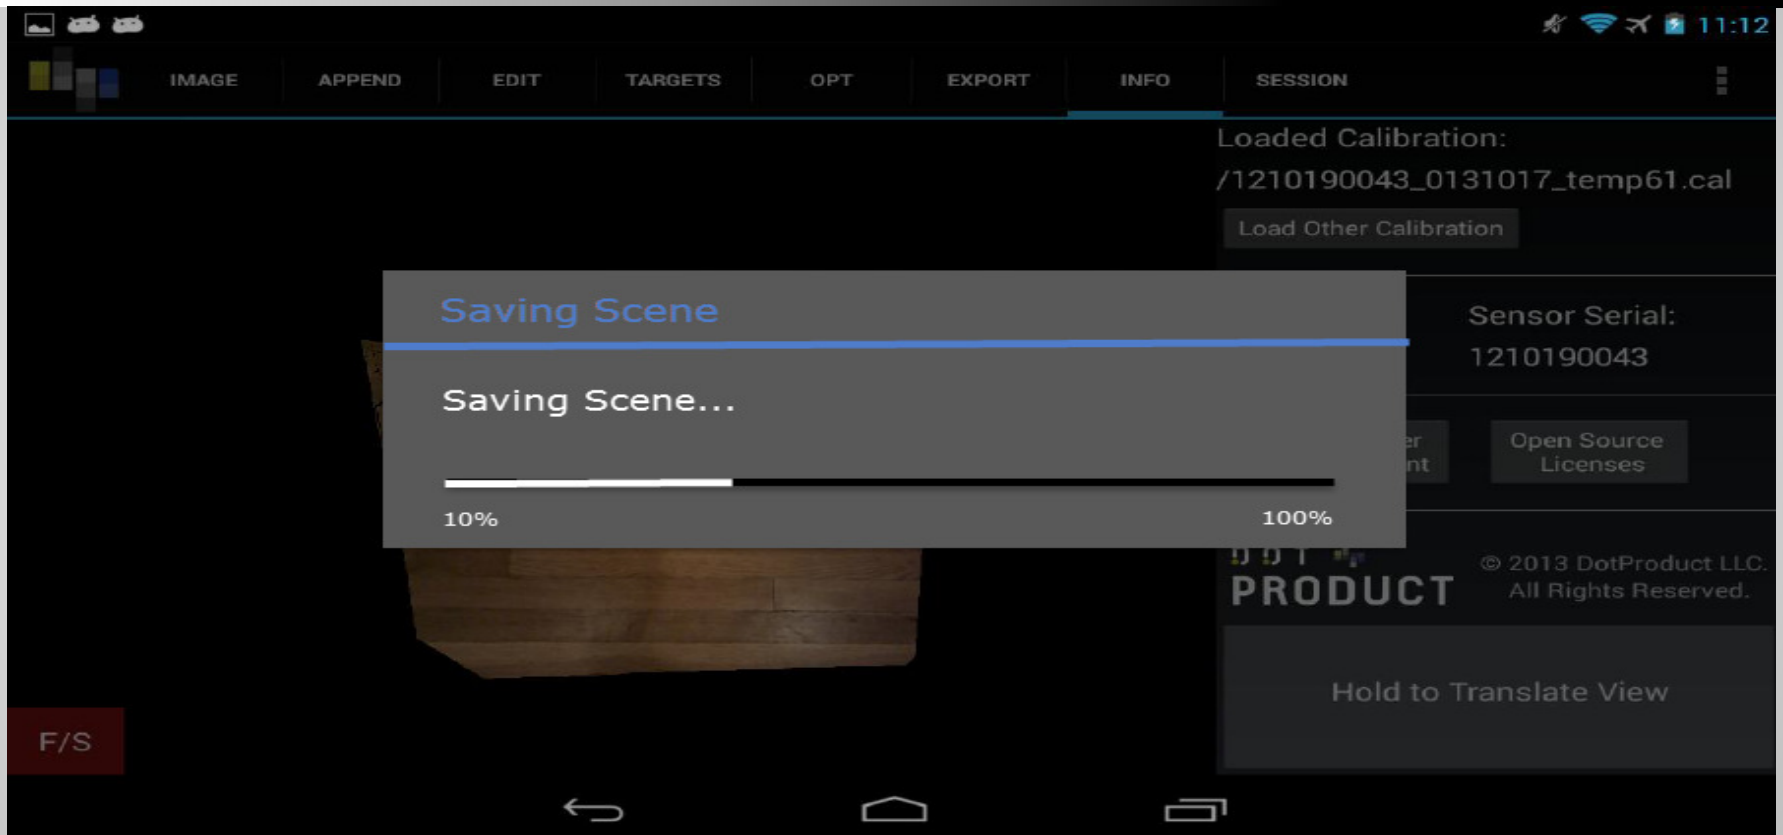 11:12
IMAGE APPEND EDIT TARGETS OPT EXPORT INFO SESSION
Loaded Calibration:
/1210190043_0131017_temp61.cal
Load Other Calibration
Saving Scene
Saving Scene...
10% 100%
Sensor Serial:
1210190043
Open Source
Licenses
DOT
PRODUCT
© 2013 DotProduct LLC.
All Rights Reserved.
Hold to Translate View
F/S